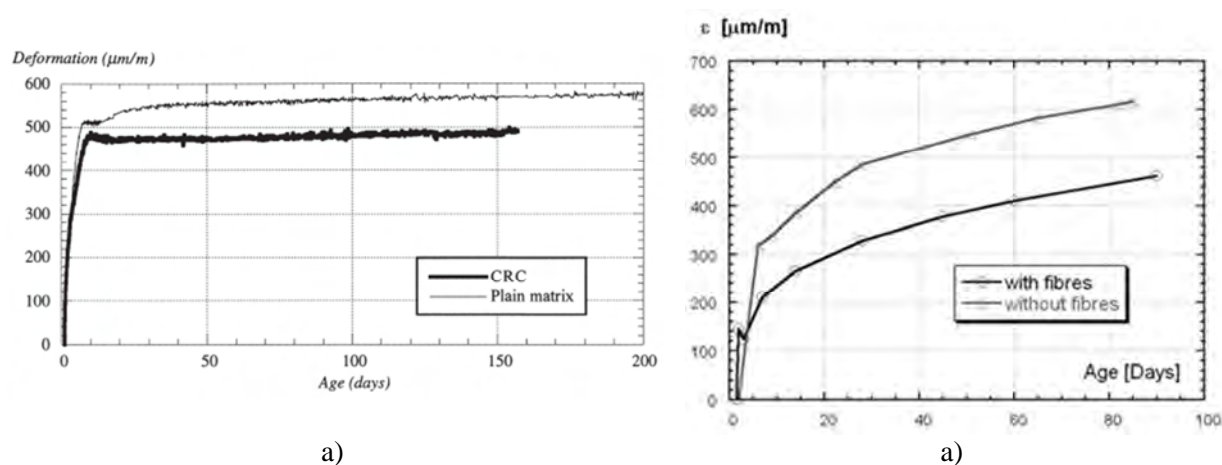 Deformation (μm/m)
600
500
400
300
200
100
0
CRC
Plain matrix
0
50
100
150
200
Age (days)
a)
ε [μm/m]
700
600
500
400
300
200
100
0
with fibres
without fibres
Age [Days]
0
20
40
60
80
100
a)